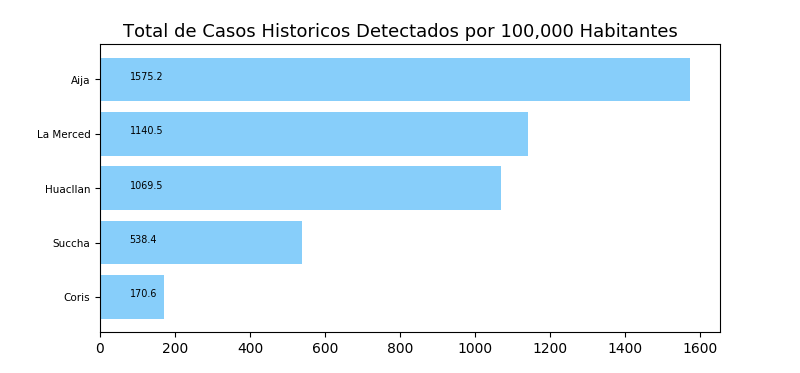 Total de Casos Historicos Detectados por 100,000 Habitantes
Aija 1575.2
La Merced 1140.5
Huacllan 1069.5
Succha 538.4
Coris 170.6
0 200 400 600 800 1000 1200 1400 1600